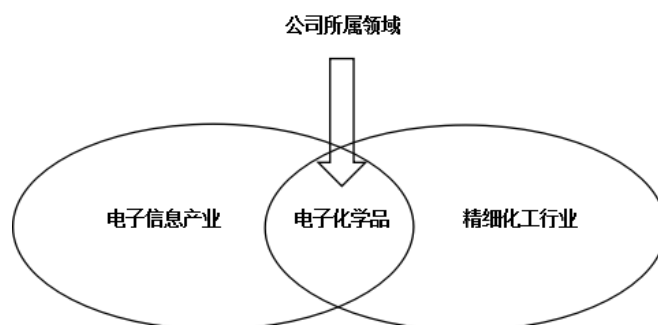 公司所属领域
电子信息产业
电子化学品
精细化工行业